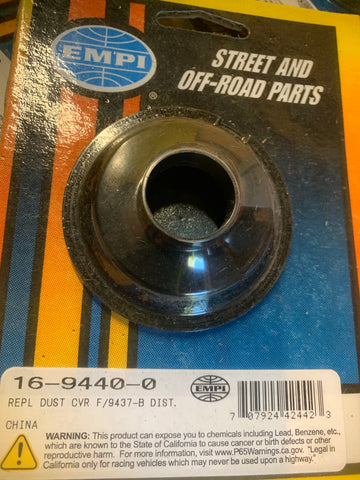 EMPI
®
STREET AND
OFF-ROAD PARTS
16-9440-0
EMPI
REPL DUST CVR F/9437-B DIST.
7 07924 42442 3
CHINA
WARNING: This product can expose you to chemicals including Lead, Benzene, etc.,
which are known to the State of California to cause cancer or birth defects or other
reproductive harm. For more information, visit www.P65Warnings.ca.gov. "Legal in
California only for racing vehicles which may never be used upon a highway."